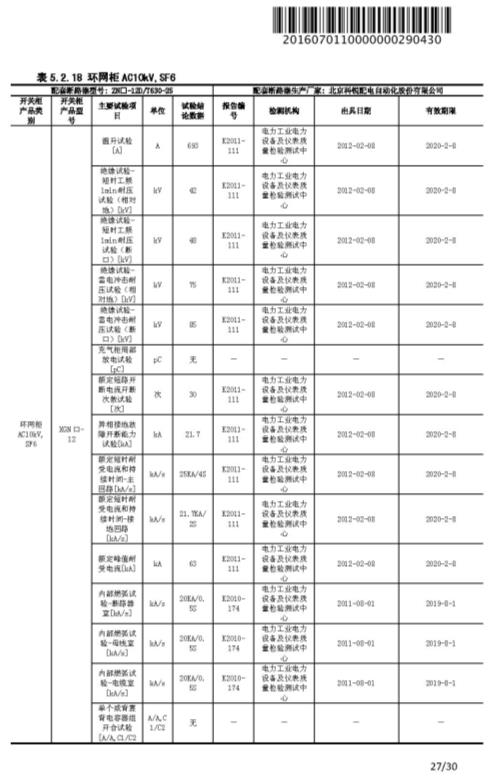 20160701100000000290430
表 5.2.18 环网柜 AC10kV,SF6
配套断路器型号: ZN□-12D/T630-25 配套断路器生产厂家: 北京科锐配电自动化股份有限公司
开关柜产品类别 开关柜产品型号 主要试验项目 单位 试验结论数据 报告编号 检测机构 出具日期 有效期限
环网柜 AC10kV, SF6 XGN□-12
温升试验[A] A 693 E2011-111 电力工业电力设备及仪表质量检验测试中心 2012-02-08 2020-2-8
绝缘试验-短时工频1min耐压试验(相对地)[kV] kV 42 E2011-111 电力工业电力设备及仪表质量检验测试中心 2012-02-08 2020-2-8
绝缘试验-短时工频1min耐压试验(断口)[kV] kV 48 E2011-111 电力工业电力设备及仪表质量检验测试中心 2012-02-08 2020-2-8
绝缘试验-雷电冲击耐压试验(相对地)[kV] kV 75 E2011-111 电力工业电力设备及仪表质量检验测试中心 2012-02-08 2020-2-8
绝缘试验-雷电冲击耐压试验(断口)[kV] kV 85 E2011-111 电力工业电力设备及仪表质量检验测试中心 2012-02-08 2020-2-8
充气柜局部放电试验[pC] pC 无 — — — —
额定短路开断电流开断次数试验[次] 次 30 E2011-111 电力工业电力设备及仪表质量检验测试中心 2012-02-08 2020-2-8
异相接地故障开断能力试验[kA] kA 21.7 E2011-111 电力工业电力设备及仪表质量检验测试中心 2012-02-08 2020-2-8
额定短时耐受电流和持续时间-主回路[kA/s] kA/s 25KA/4S E2011-111 电力工业电力设备及仪表质量检验测试中心 2012-02-08 2020-2-8
额定短时耐受电流和持续时间-接地回路[kA/s] kA/s 21.7KA/2S E2011-111 电力工业电力设备及仪表质量检验测试中心 2012-02-08 2020-2-8
额定峰值耐受电流[kA] kA 63 E2011-111 电力工业电力设备及仪表质量检验测试中心 2012-02-08 2020-2-8
内部燃弧试验-断路器室[kA/s] kA/s 20KA/0.5S E2010-174 电力工业电力设备及仪表质量检验测试中心 2011-08-01 2019-8-1
内部燃弧试验-母线室[kA/s] kA/s 20KA/0.5S E2010-174 电力工业电力设备及仪表质量检验测试中心 2011-08-01 2019-8-1
内部燃弧试验-电缆室[kA/s] kA/s 20KA/0.5S E2010-174 电力工业电力设备及仪表质量检验测试中心 2011-08-01 2019-8-1
单个或背靠背电容器组开合试验[A/A,C1/C2 A/A,C1/C2 无 — — — —
27/30